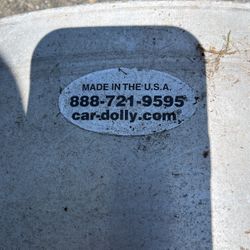 MADE IN THE U.S.A.
888-721-9595
car-dolly.com